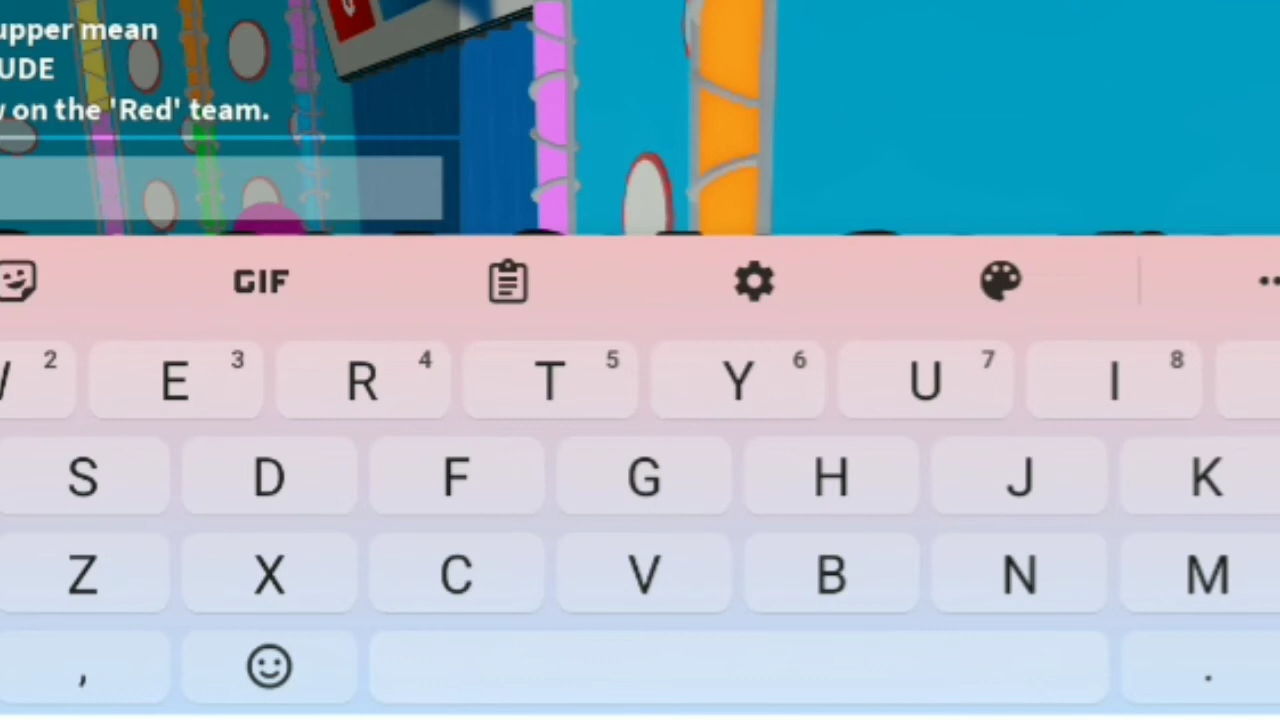 upper mean
UDE
on the 'Red' team.
GIF
2 E 3 R 4 T 5 Y 6 U 7 I 8
S D F G H J K
Z X C V B N M
, .